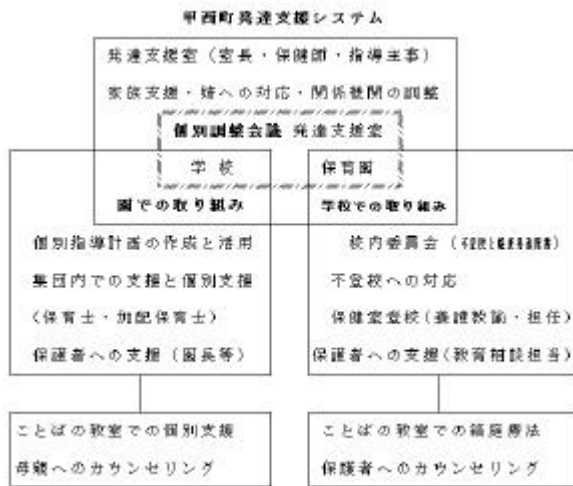 甲西町発達支援システム
発達支援室(室長・保健師・指導主事)
家族支援・姉への対応・関係機関の調整
個別調整会議 発達支援室
学校
保育園
園での取り組み
個別指導計画の作成と活用
集団内での支援と個別支援
(保育士・加配保育士)
保護者への支援(園長等)
学校での取り組み
校内委員会
不登校への対応
保健室登校(養護教諭・担任)
保護者への支援(教育相談担当)
ことばの教室での個別支援
母親へのカウンセリング
ことばの教室での箱庭療法
保護者へのカウンセリング